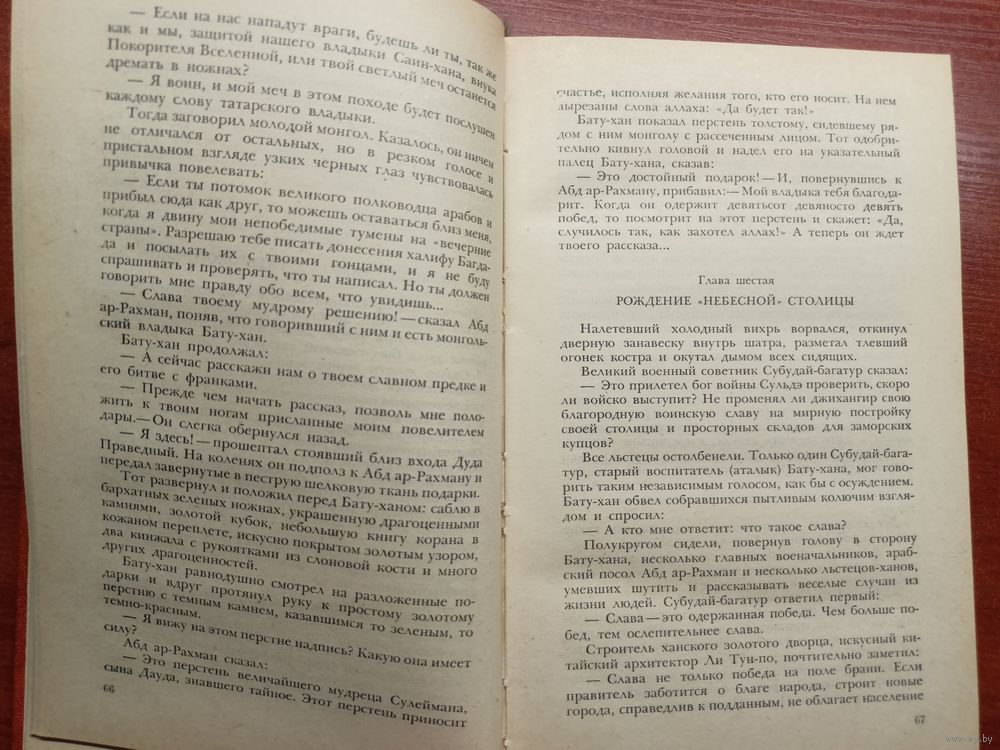 — Если на нас нападут враги, будешь ли ты, так же
как и мы, защитой нашего владыки Саин-хана, внука
Покорителя Вселенной, или твой светлый меч останется
дремать в ножнах?
— Я воин, и мой меч в этом походе будет послушен
каждому слову татарского владыки.
Тогда заговорил молодой монгол. Казалось, он ничем
не отличался от остальных, но в резком голосе и
пристальном взгляде узких черных глаз чувствовалась
привычка повелевать:
— Если ты потомок великого полководца арабов и
прибыл сюда как друг, то можешь оставаться близ меня,
когда я двину мои непобедимые тумены на «вечерние
страны». Разрешаю тебе писать донесения халифу Багда-
да и посылать их с твоими гонцами, и я не буду
спрашивать и проверять, что ты написал. Но ты должен
говорить мне правду обо всем, что увидишь...
— Слава твоему мудрому решению! — сказал Абд
ар-Рахман, поняв, что говоривший с ним и есть монголь-
ский владыка Бату-хан.
Бату-хан продолжал:
— А сейчас расскажи нам о твоем славном предке и
его битве с франками.
— Прежде чем начать рассказ, позволь мне поло-
жить к твоим ногам присланные моим повелителем
дары.— Он слегка обернулся назад.
— Я здесь! — прошептал стоявший близ входа Дуда
Праведный. На коленях он подполз к Абд ар-Рахману и
передал завернутые в пеструю шелковую ткань подарки.
Тот развернул и положил перед Бату-ханом: саблю в
бархатных зеленых ножнах, украшенную драгоценными
камнями, золотой кубок, небольшую книгу корана в
кожаном переплете, искусно покрытом золотым узором,
два кинжала с рукоятками из слоновой кости и много
других драгоценностей.
Бату-хан равнодушно смотрел на разложенные по-
дарки и вдруг протянул руку к простому золотому
перстню с темным камнем, казавшимся то зеленым, то
темно-красным.
— Я вижу на этом перстне надпись? Какую она имеет
силу?
Абд ар-Рахман сказал:
— Это перстень величайшего мудреца Сулеймана,
сына Дауда, знавшего тайное. Этот перстень приносит
66
счастье, исполняя желания того, кто его носит. На нем
вырезаны слова аллаха: «Да будет так!»
Бату-хан показал перстень толстому, сидевшему ря-
дом с ним монголу с рассеченным лицом. Тот одобри-
тельно кивнул головой и надел его на указательный
палец Бату-хана, сказав:
— Это достойный подарок! — И, повернувшись к
Абд ар-Рахману, прибавил:— Мой владыка тебя благода-
рит. Когда он одержит девятьсот девяносто девять
побед, то посмотрит на этот перстень и скажет: «Да,
случилось так, как захотел аллах!» А теперь он ждет
твоего рассказа...
Глава шестая
РОЖДЕНИЕ «НЕБЕСНОЙ» СТОЛИЦЫ
Налетевший холодный вихрь ворвался, откинул
дверную занавеску внутрь шатра, разметал тлевший
огонек костра и окутал дымом всех сидящих.
Великий военный советник Субудай-багатур сказал:
— Это прилетел бог войны Сульдэ проверить, скоро
ли войско выступит? Не променял ли джихангир свою
благородную воинскую славу на мирную постройку
своей столицы и просторных складов для заморских
купцов?
Все льстецы остолбенели. Только один Субудай-бага-
тур, старый воспитатель (аталык) Бату-хана, мог гово-
рить таким независимым голосом, как бы с осуждением.
Бату-хан обвел собравшихся пытливым колючим взгля-
дом и спросил:
— А кто мне ответит: что такое слава?
Полукругом сидели, повернув голову в сторону
Бату-хана, несколько главных военачальников, араб-
ский посол Абд ар-Рахман и несколько льстецов-ханов,
умевших шутить и рассказывать веселые случаи из
жизни людей. Субудай-багатур ответил первый:
— Слава — это одержанная победа. Чем больше по-
бед, тем ослепительнее слава.
Строитель ханского золотого дворца, искусный ки-
тайский архитектор Ли Тун-по, почтительно заметил:
— Слава не только победа на поле брани. Если
правитель заботится о благе народа, строит новые
города, справедлив к подданным, не облагает население
67
www.ay.by